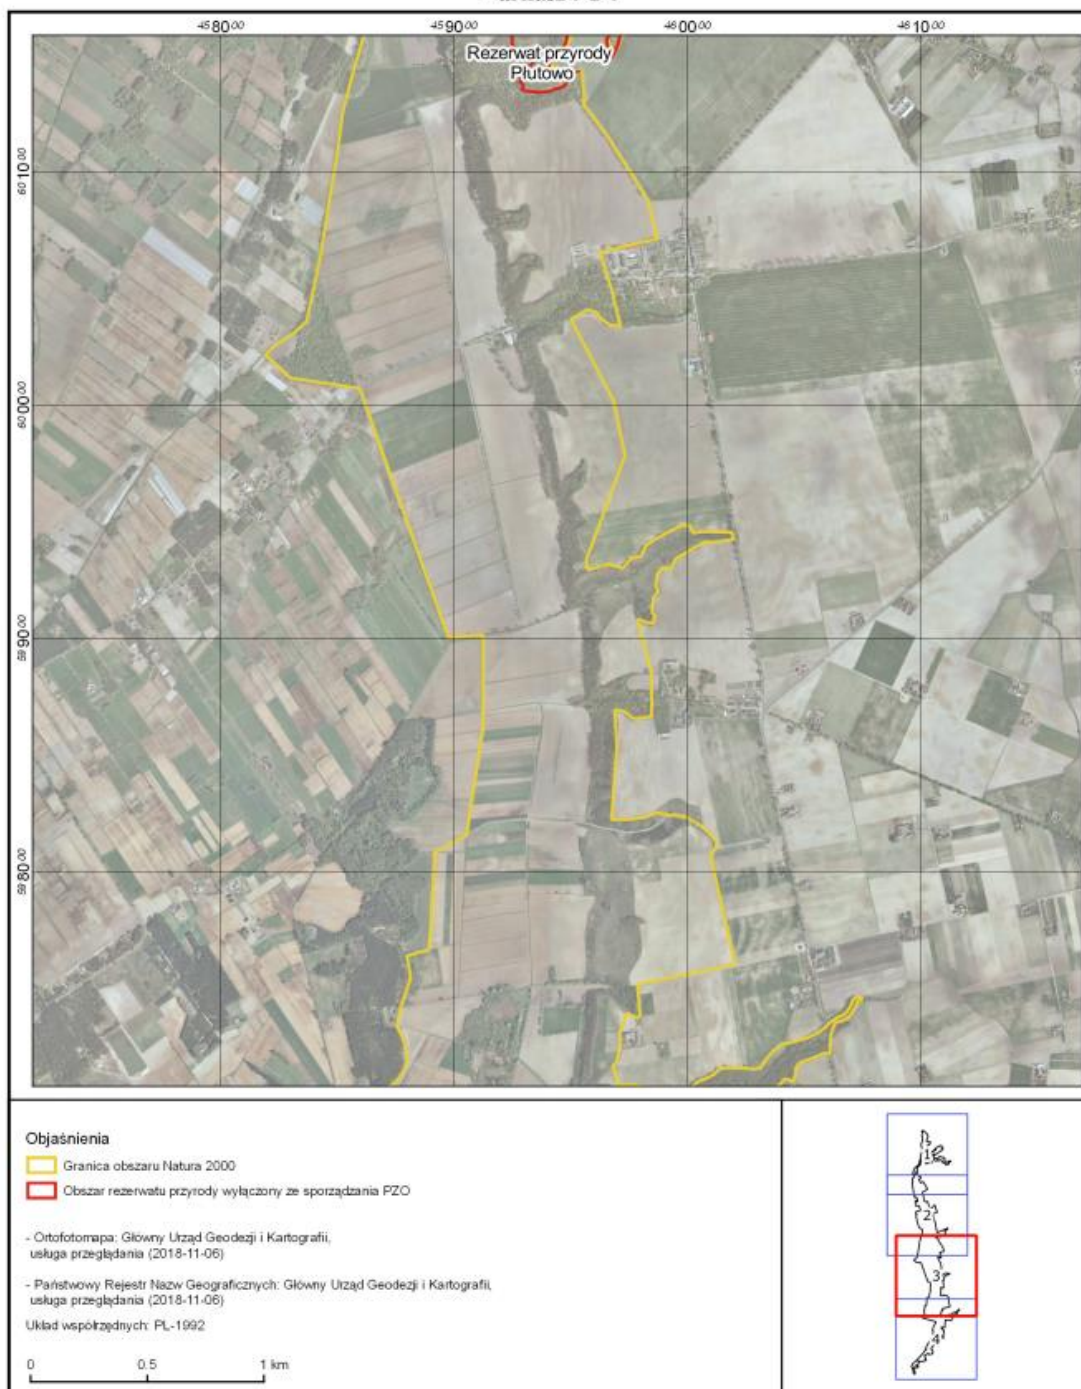 4580⁰⁰ 4590⁰⁰ 4600⁰⁰ 4610⁰⁰
Rezerwat przyrody
Płutowo
6010⁰⁰
6000⁰⁰
5990⁰⁰
5980⁰⁰
Objaśnienia
Granica obszaru Natura 2000
Obszar rezerwatu przyrody wyłączony ze sporządzania PZO
- Ortofotomapa: Główny Urząd Geodezji i Kartografii,
usługa przeglądania (2018-11-06)
- Państwowy Rejestr Nazw Geograficznych: Główny Urząd Geodezji i Kartografii,
usługa przeglądania (2018-11-06)
Układ współrzędnych: PL-1992
0 0.5 1 km
1
2
3
4